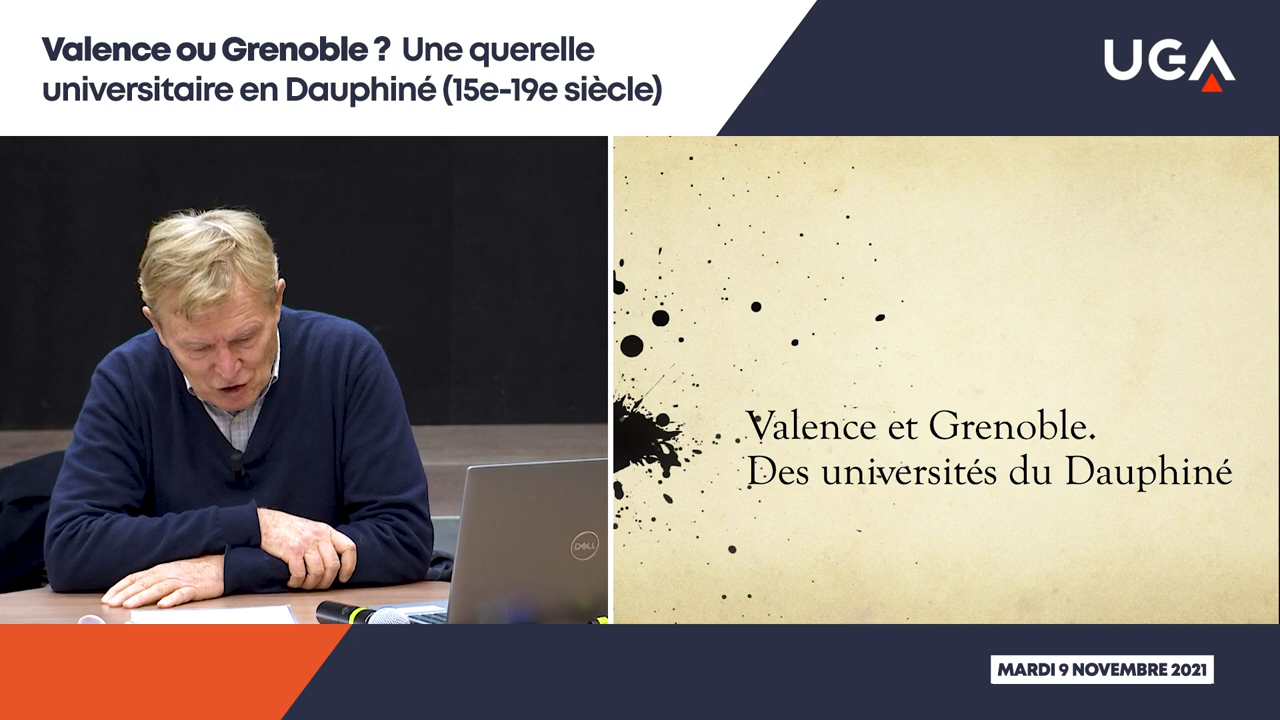 Valence ou Grenoble ? Une querelle
universitaire en Dauphiné (15e-19e siècle)
UGA
Valence et Grenoble.
Des universités du Dauphiné
DELL
MARDI 9 NOVEMBRE 2021